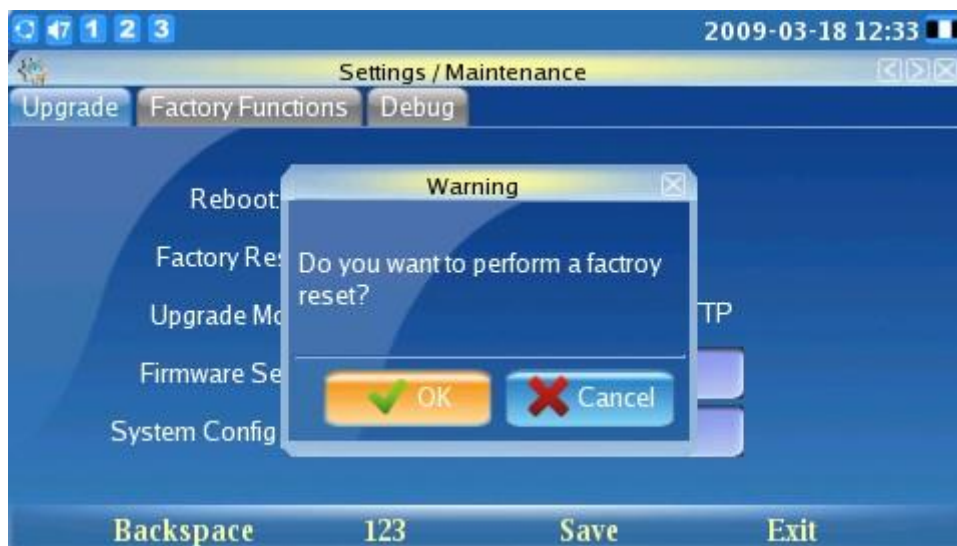 7 1 2 3 2009-03-18 12:33
Settings / Maintenance
Upgrade Factory Functions Debug
Warning
Reboot:
Factory Res
Do you want to perform a factroy
reset?
Upgrade Mo
TP
Firmware Se
OK Cancel
System Config
Backspace 123 Save Exit